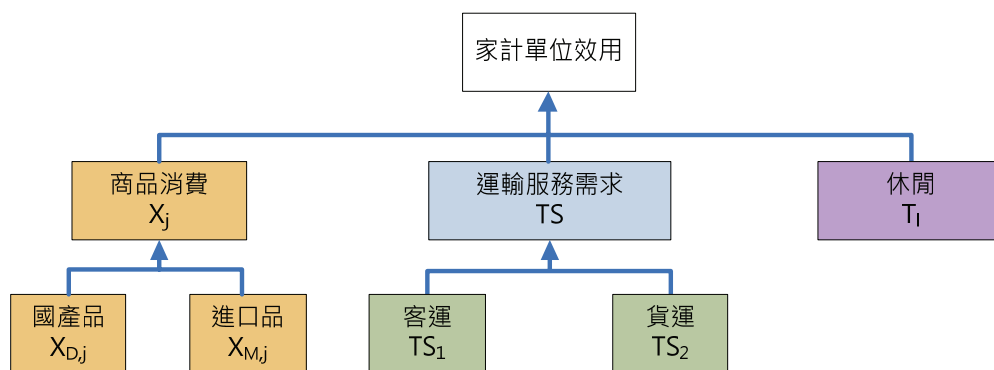 家計單位效用
商品消費
Xj
運輸服務需求
TS
休閒
Tl
國產品
XD,j
進口品
XM,j
客運
TS1
貨運
TS2